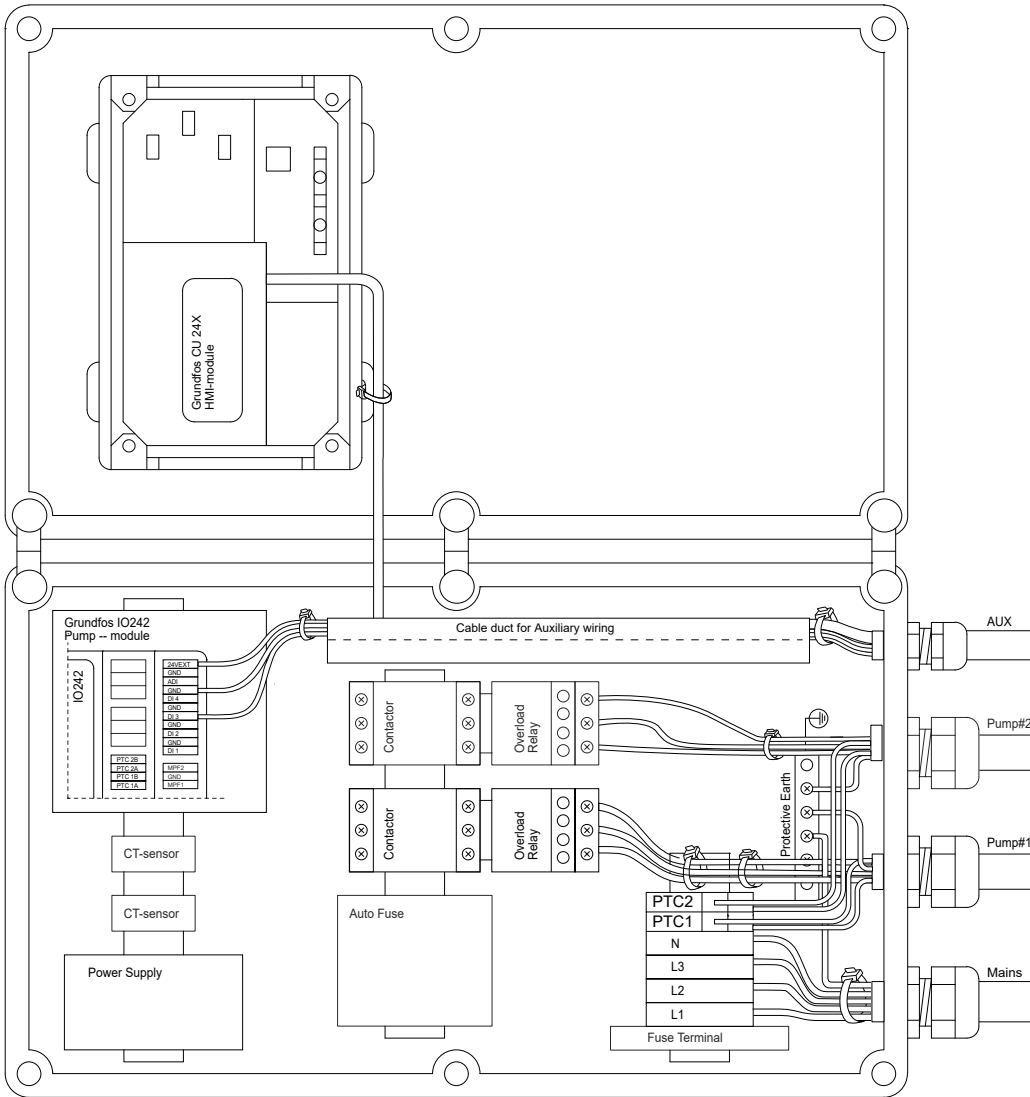 Grundfos CU 24X
HMI-module
Grundfos IO242
Pump -- module
IO242
24VEXT
GND
ADI
GND
DI 4
GND
DI 3
GND
DI 2
GND
DI 1
PTC 2B
PTC 2A
PTC 1B
PTC 1A
MPF2
GND
MPF1
Cable duct for Auxiliary wiring
AUX
Contactor
Overload
Relay
Pump#2
Contactor
Overload
Relay
Protective Earth
Pump#1
CT-sensor
CT-sensor
Power Supply
Auto Fuse
PTC2
PTC1
N
L3
L2
L1
Fuse Terminal
Mains